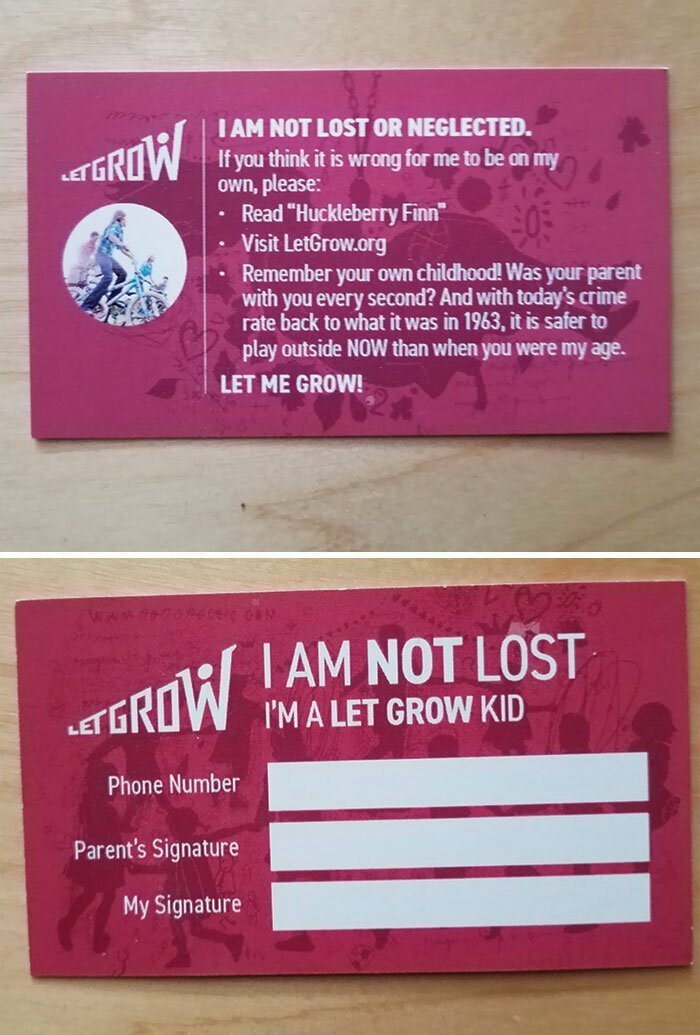 LET GROW
I AM NOT LOST OR NEGLECTED.
If you think it is wrong for me to be on my
own, please:
• Read "Huckleberry Finn"
• Visit LetGrow.org
• Remember your own childhood! Was your parent
with you every second? And with today's crime
rate back to what it was in 1963, it is safer to
play outside NOW than when you were my age.
LET ME GROW!
LET GROW
I AM NOT LOST
I'M A LET GROW KID
Phone Number
Parent's Signature
My Signature